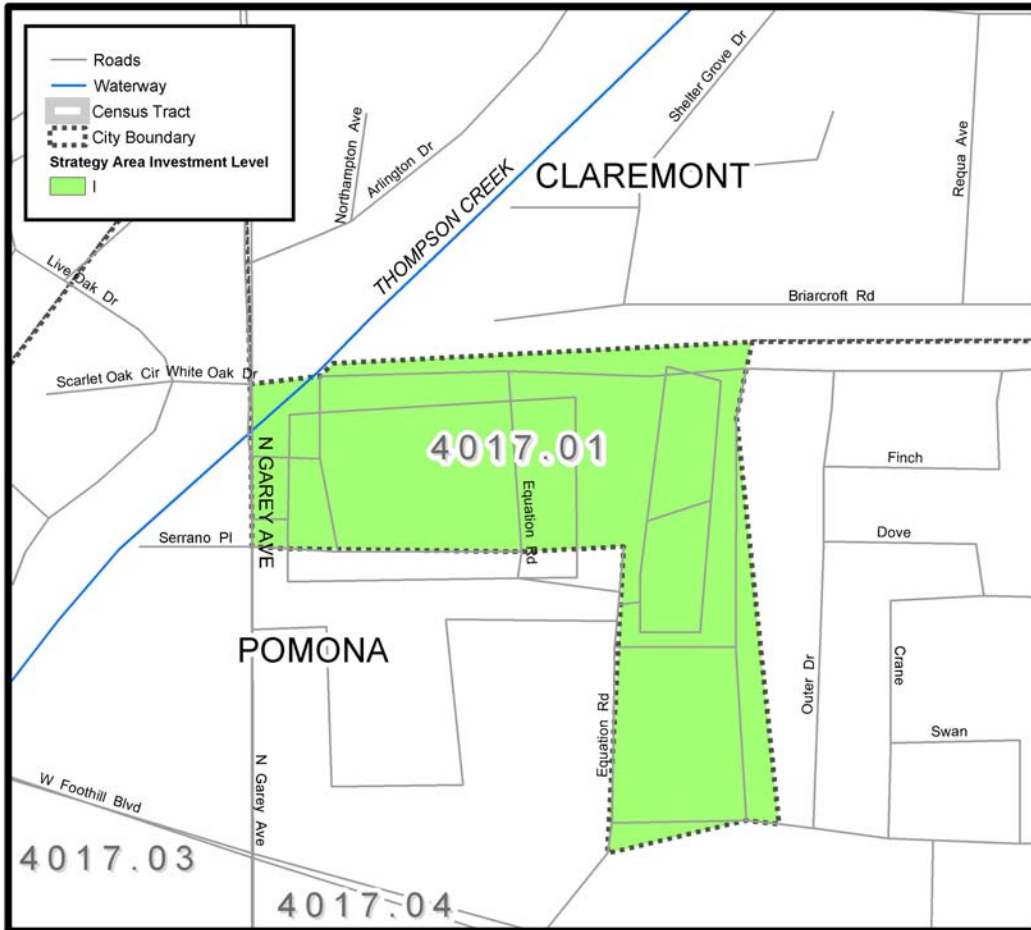 Roads
Waterway
Census Tract
City Boundary
Strategy Area Investment Level
I
Shelter Grove Dr
Northampton Ave
Arlington Dr
THOMPSON CREEK
CLAREMONT
Requa Ave
Live Oak Dr
Briarcroft Rd
Scarlet Oak Cir
White Oak Dr
4017.01
N GAREY AVE
Equation Rd
Finch
Serrano Pl
Dove
POMONA
Crane
Outer Dr
Equation Rd
Swan
W Foothill Blvd
N Garey Ave
4017.03
4017.04